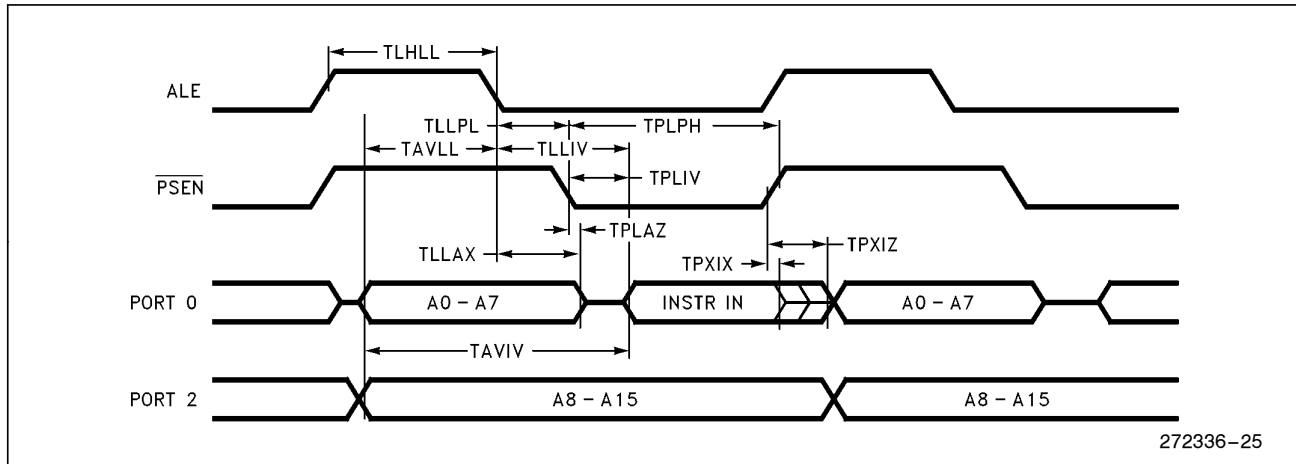 TLHLL
ALE
TLLPL TPLPH
TAVLL TLLIV
PSEN TPLIV
TPLAZ
TLLAX TPXIZ
TPXIX
PORT 0 A0 – A7 INSTR IN A0 – A7
TAVIV
PORT 2 A8 – A15 A8 – A15
272336–25